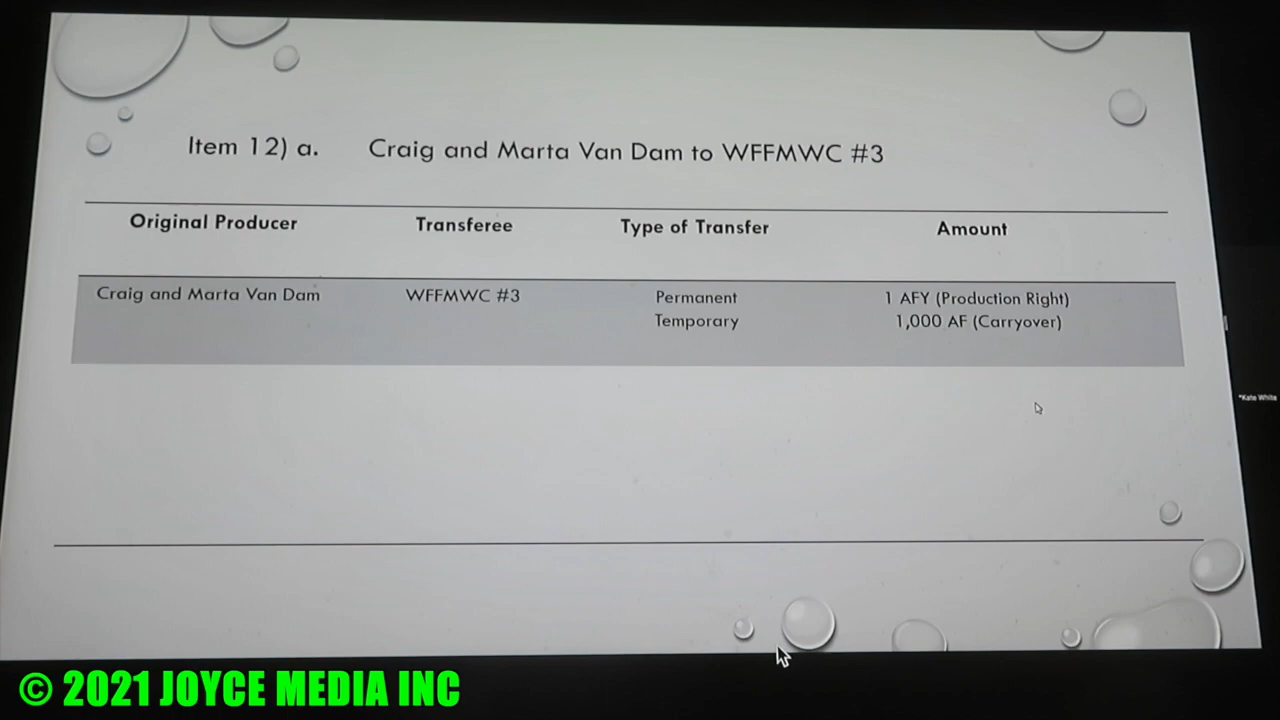 Item 12) a. Craig and Marta Van Dam to WFFMWC #3
Original Producer Transferee Type of Transfer Amount
Craig and Marta Van Dam WFFMWC #3 Permanent 1 AFY (Production Right)
Temporary 1,000 AF (Carryover)
*Kate White
© 2021 JOYCE MEDIA INC